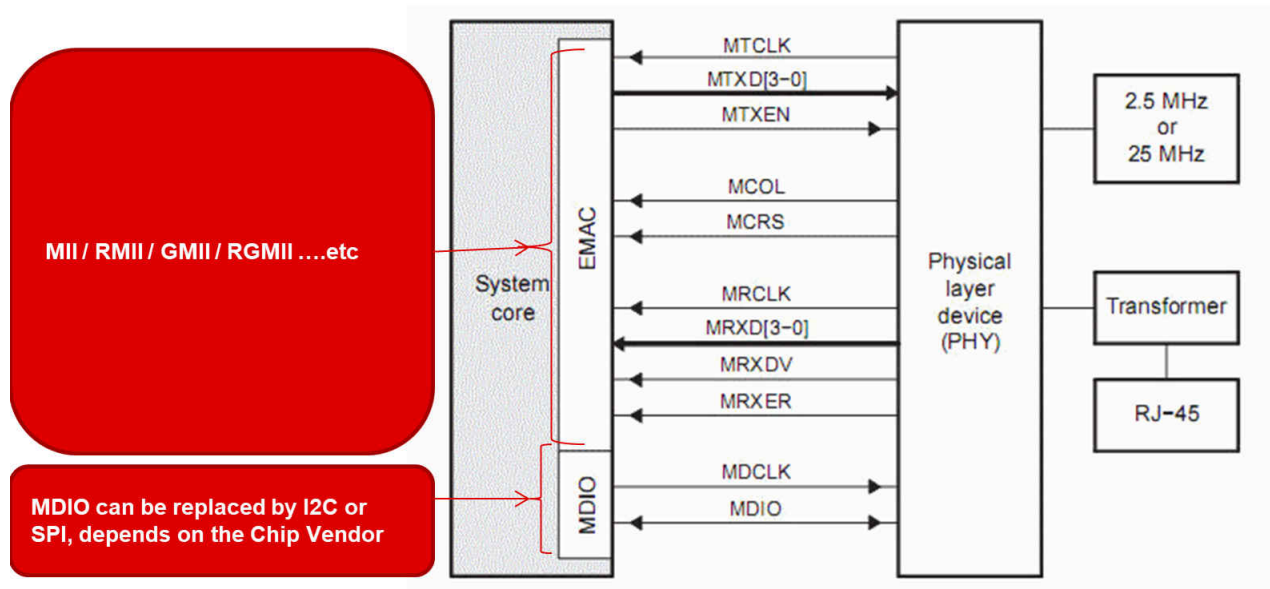 MII / RMII / GMII / RGMII ....etc
MDIO can be replaced by I2C or
SPI, depends on the Chip Vendor
System
core
EMAC
MDIO
MTCLK
MTXD[3-0]
MTXEN
MCOL
MCRS
MRCLK
MRXD[3-0]
MRXDV
MRXER
MDCLK
MDIO
Physical
layer
device
(PHY)
2.5 MHz
or
25 MHz
Transformer
RJ-45